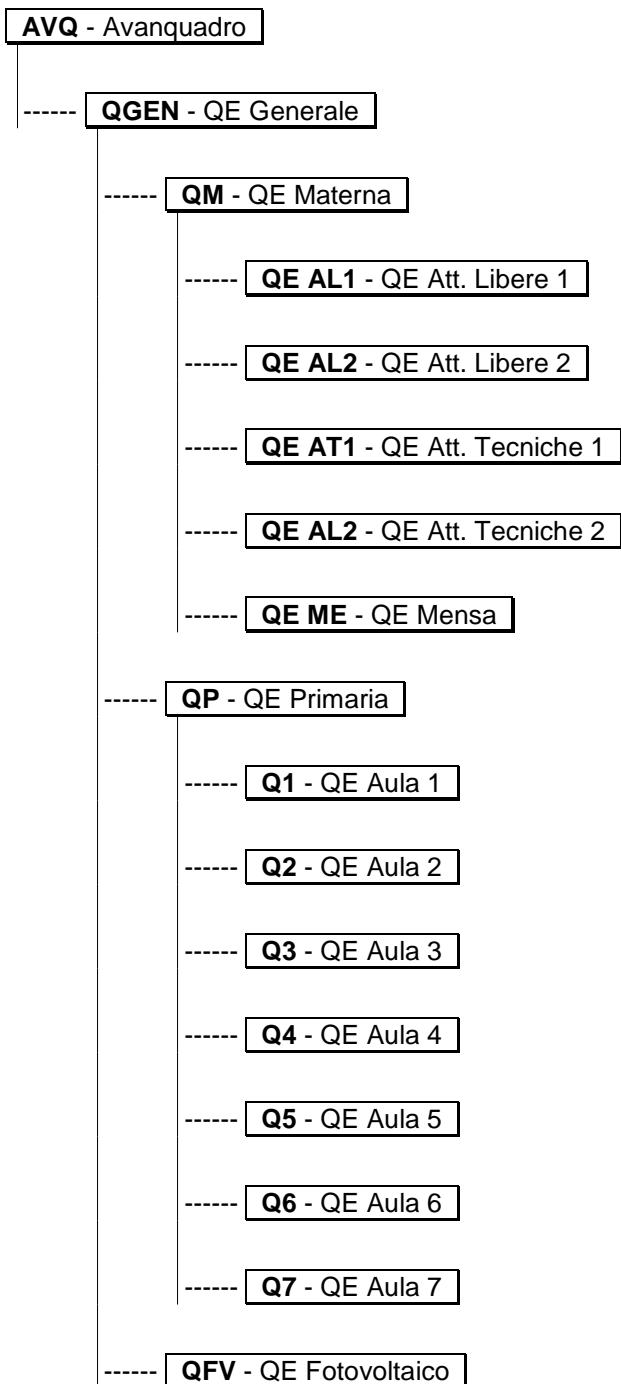 AVQ - Avanquadro
------ QGEN - QE Generale
------ QM - QE Materna
------ QE AL1 - QE Att. Libere 1
------ QE AL2 - QE Att. Libere 2
------ QE AT1 - QE Att. Tecniche 1
------ QE AL2 - QE Att. Tecniche 2
------ QE ME - QE Mensa
------ QP - QE Primaria
------ Q1 - QE Aula 1
------ Q2 - QE Aula 2
------ Q3 - QE Aula 3
------ Q4 - QE Aula 4
------ Q5 - QE Aula 5
------ Q6 - QE Aula 6
------ Q7 - QE Aula 7
------ QFV - QE Fotovoltaico